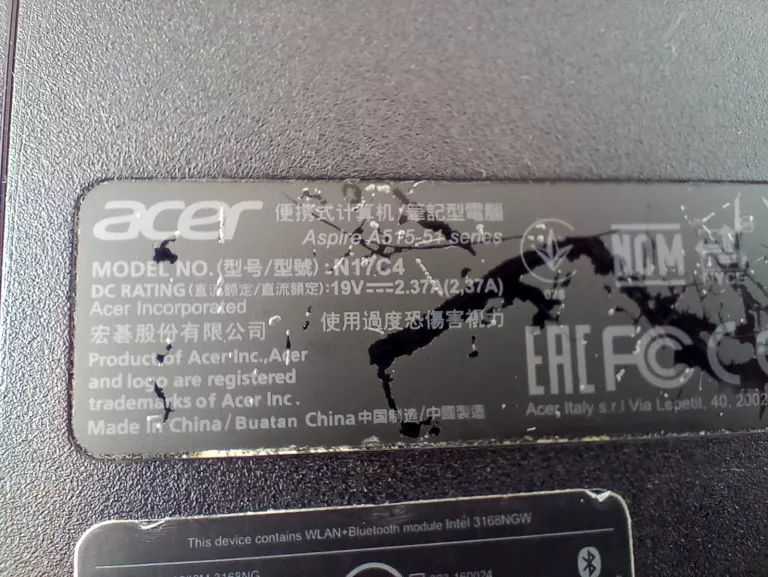 acer 便携式计算机/筆記型電腦
Aspire A515-51 series
MODEL NO.(型号/型號):N17C4
DC RATING(直流额定/直流額定):19V⎓2.37A(2,37A)
Acer Incorporated
宏碁股份有限公司
使用過度恐傷害視力
Product of Acer Inc., Acer
and logo are registered
trademarks of Acer Inc.
Made in China/Buatan China 中国制造/中國製造
028
NOM
NYCE
EAC FC
Acer Italy s.r.l Via Lepetit, 40, 2002
This device contains WLAN+Bluetooth module Intel 3168NGW
3168NG